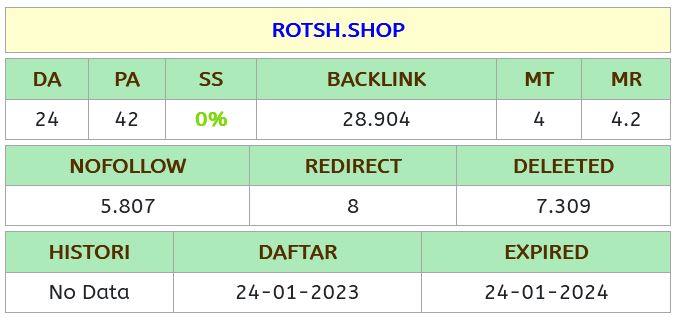 ROTSH.SHOP
DA PA SS BACKLINK MT MR
24 42 0% 28.904 4 4.2
NOFOLLOW REDIRECT DELEETED
5.807 8 7.309
HISTORI DAFTAR EXPIRED
No Data 24-01-2023 24-01-2024